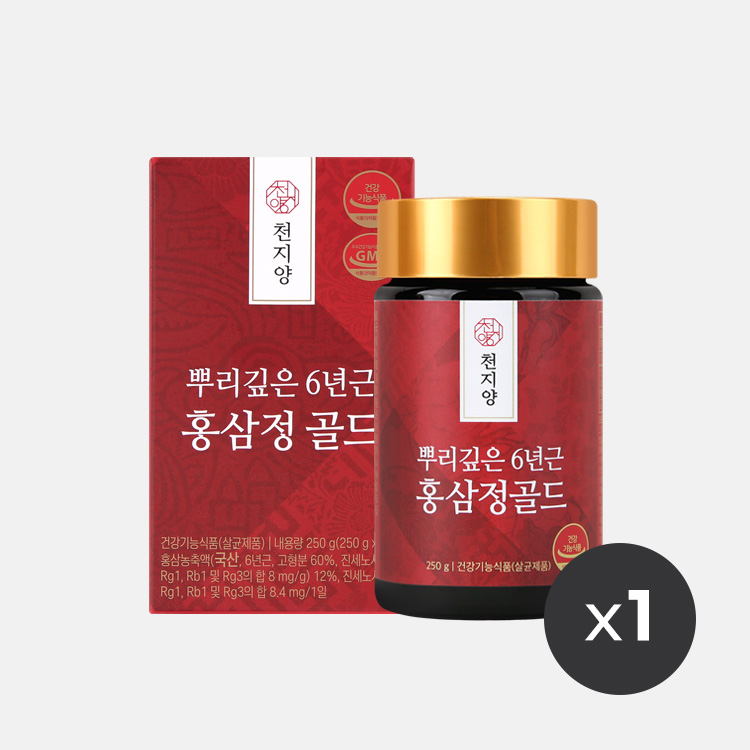 천지양
건강
기능식품
GM
뿌리깊은 6년근
홍삼정 골드
건강기능식품(살균제품) | 내용량 250 g(250 g x
홍삼농축액(국산, 6년근, 고형분 60%, 진세노사
Rg1, Rb1 및 Rg3의 합 8 mg/g) 12%, 진세노사
Rg1, Rb1 및 Rg3의 합 8.4 mg/1일
천지양
뿌리깊은 6년근
홍삼정골드
250 g | 건강기능식품(살균제품)
건강
기능식품
x1